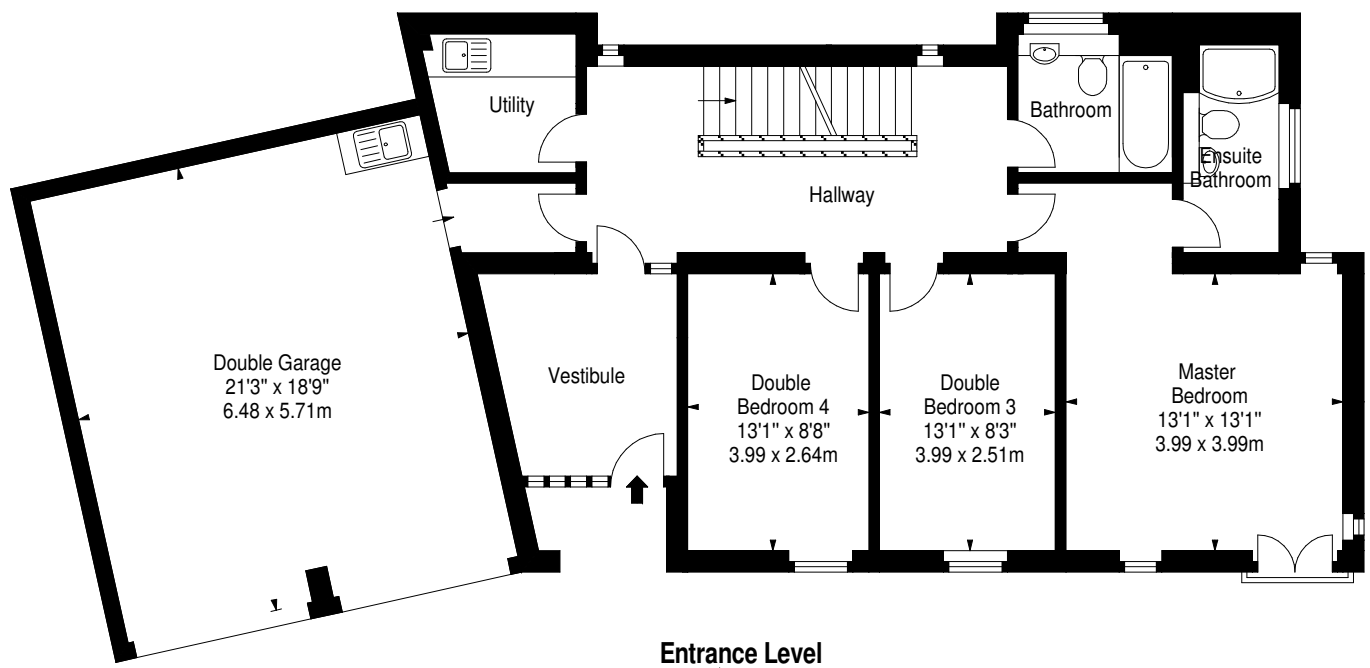 Utility
Bathroom
Ensuite
Bathroom
Hallway
Double Garage
21'3" x 18'9"
6.48 x 5.71m
Vestibule
Double
Bedroom 4
13'1" x 8'8"
3.99 x 2.64m
Double
Bedroom 3
13'1" x 8'3"
3.99 x 2.51m
Master
Bedroom
13'1" x 13'1"
3.99 x 3.99m
Entrance Level